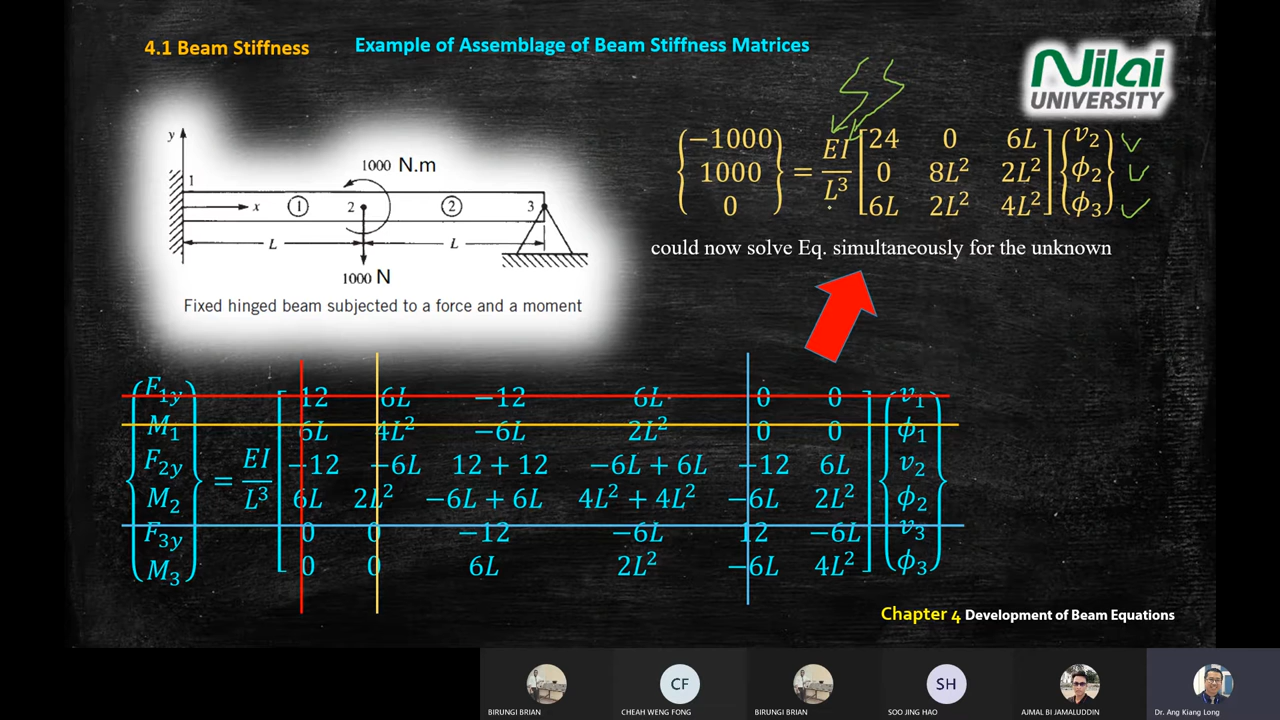 4.1 Beam Stiffness
Example of Assemblage of Beam Stiffness Matrices
Nilai
UNIVERSITY
y
1
1000 N.m
x
1
2
2
3
L
L
1000 N
Fixed hinged beam subjected to a force and a moment
−1000 EI 24 0 6L v₂
1000 = 0 8L² 2L² ϕ₂
0 L³ 6L 2L² 4L² ϕ₃
could now solve Eq. simultaneously for the unknown
F₁y 12 6L −12 6L 0 0 v₁
M₁ 6L 4L² −6L 2L² 0 0 ϕ₁
F₂y EI −12 −6L 12 + 12 −6L + 6L −12 6L v₂
=
M₂ L³ 6L 2L² −6L + 6L 4L² + 4L² −6L 2L² ϕ₂
F₃y 0 0 −12 −6L 12 −6L v₃
M₃ 0 0 6L 2L² −6L 4L² ϕ₃
Chapter 4 Development of Beam Equations
CF
SH
BIRUNGI BRIAN
CHEAH WENG FONG
BIRUNGI BRIAN
SOO JING HAO
AJMAL BI JAMALUDDIN
Dr. Ang Kiang Long